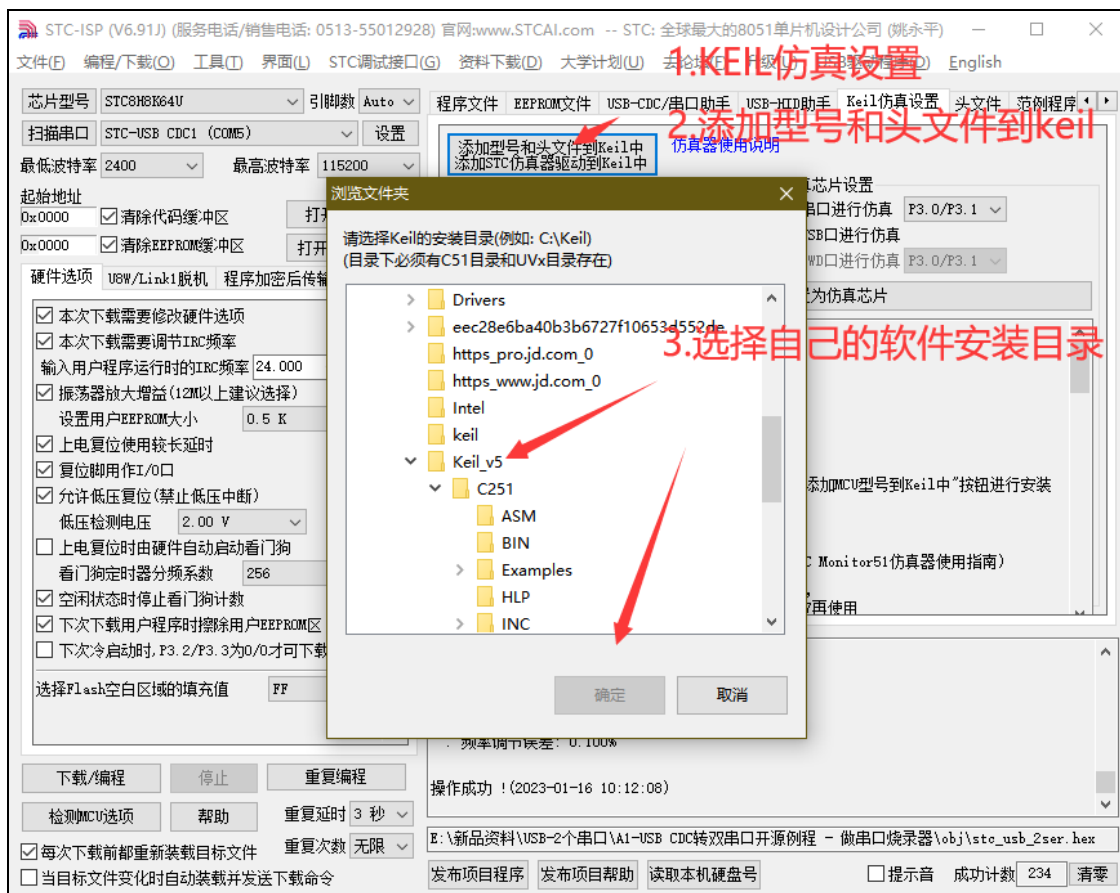 STC-ISP (V6.91J) (服务电话/销售电话: 0513-55012928) 官网:www.STCAI.com -- STC: 全球最大的8051单片机设计公司 (姚永平)
文件(F) 编程/下载(O) 工具(T) 界面(L) STC调试接口(G) 资料下载(D) 大学计划(U) English
1.KEIL仿真设置
芯片型号 STC8H8K64U 引脚数 Auto
程序文件 EEPROM文件 USB-CDC/串口助手 USB-HID助手 Keil仿真设置 头文件 范例程序
扫描串口 STC-USB CDC1 (COM5) 设置
2.添加型号和头文件到keil
添加型号和头文件到Keil中
添加STC仿真器驱动到Keil中
仿真器使用说明
最低波特率 2400 最高波特率 115200
起始地址
0x0000 清除代码缓冲区
0x0000 清除EEPROM缓冲区
芯片设置
串口进行仿真 P3.0/P3.1
口进行仿真
口进行仿真 P3.0/P3.1
为仿真芯片
硬件选项 U8W/Link1脱机 程序加密后传输
本次下载需要修改硬件选项
本次下载需要调节IRC频率
输入用户程序运行时的IRC频率 24.000
振荡器放大增益(12M以上建议选择)
设置用户EEPROM大小 0.5 K
上电复位使用较长延时
复位脚用作I/O口
允许低压复位(禁止低压中断)
低压检测电压 2.00 V
上电复位时由硬件自动启动看门狗
看门狗定时器分频系数 256
空闲状态时停止看门狗计数
下次下载用户程序时擦除用户EEPROM区
下次冷启动时,P3.2/P3.3为0/0才可下载
选择Flash空白区域的填充值 FF
浏览文件夹
请选择Keil的安装目录(例如: C:\Keil)
(目录下必须有C51目录和UVx目录存在)
Drivers
eec28e6ba40b3b6727f10653d552de
https_pro.jd.com_0
https_www.jd.com_0
Intel
keil
Keil_v5
C251
ASM
BIN
Examples
HLP
INC
确定 取消
3.选择自己的软件安装目录
添加MCU型号到Keil中"按钮进行安装
Monitor51仿真器使用指南)
再使用
频率调节误差: 0.100%
操作成功 !(2023-01-16 10:12:08)
下载/编程 停止 重复编程
检测MCU选项 帮助 重复延时 3 秒
重复次数 无限
每次下载前都重新装载目标文件
当目标文件变化时自动装载并发送下载命令
E:\新品资料\USB-2个串口\A1-USB CDC转双串口开源例程 - 做串口烧录器\obj\stc_usb_2ser.hex
发布项目程序 发布项目帮助 读取本机硬盘号 提示音 成功计数 234 清零